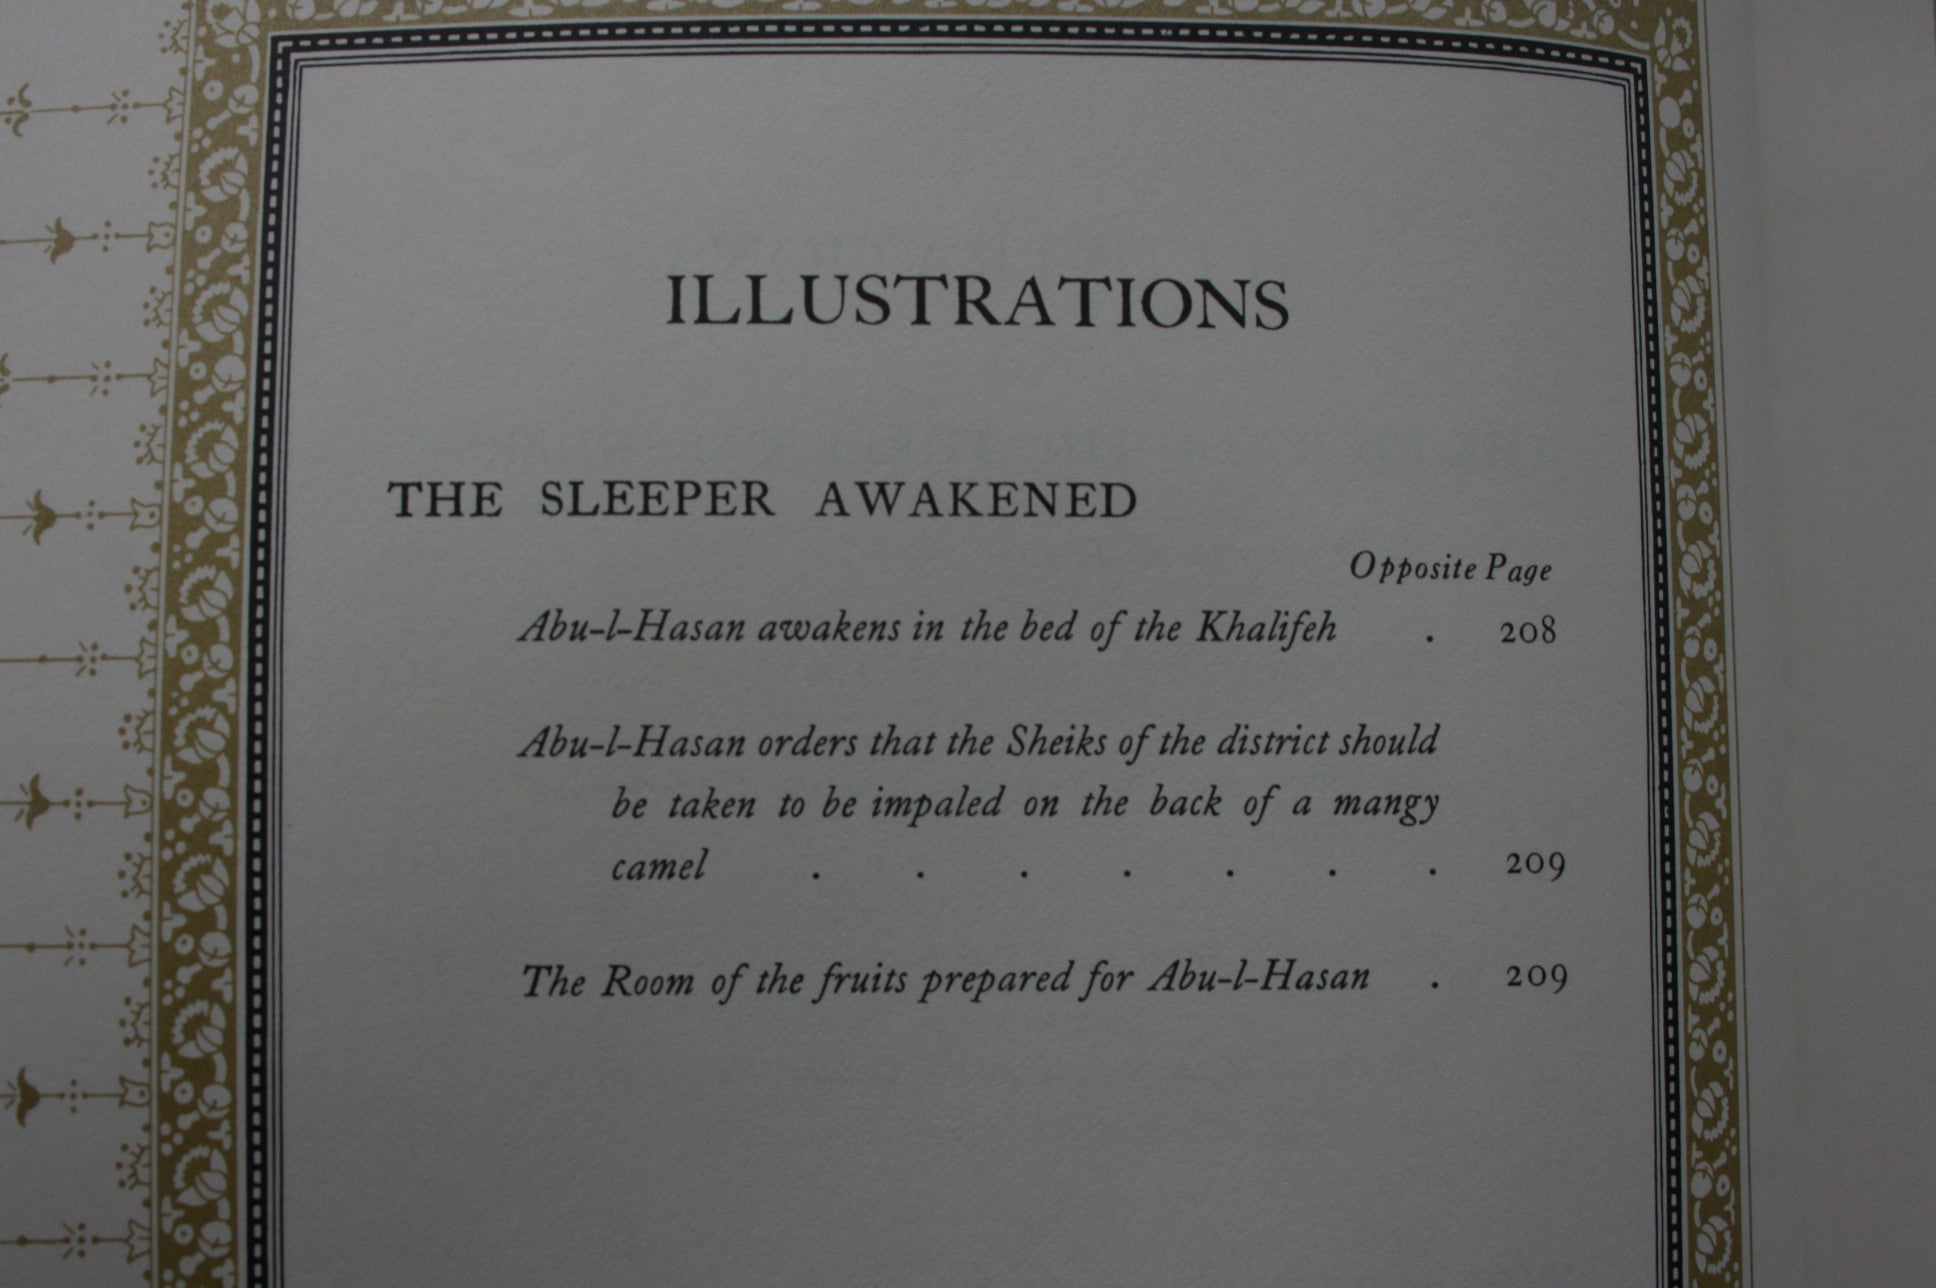 ILLUSTRATIONS
THE SLEEPER AWAKENED
Opposite Page
Abu-l-Hasan awakens in the bed of the Khalifeh . 208
Abu-l-Hasan orders that the Sheiks of the district should
be taken to be impaled on the back of a mangy
camel . . . . . . . 209
The Room of the fruits prepared for Abu-l-Hasan . 209